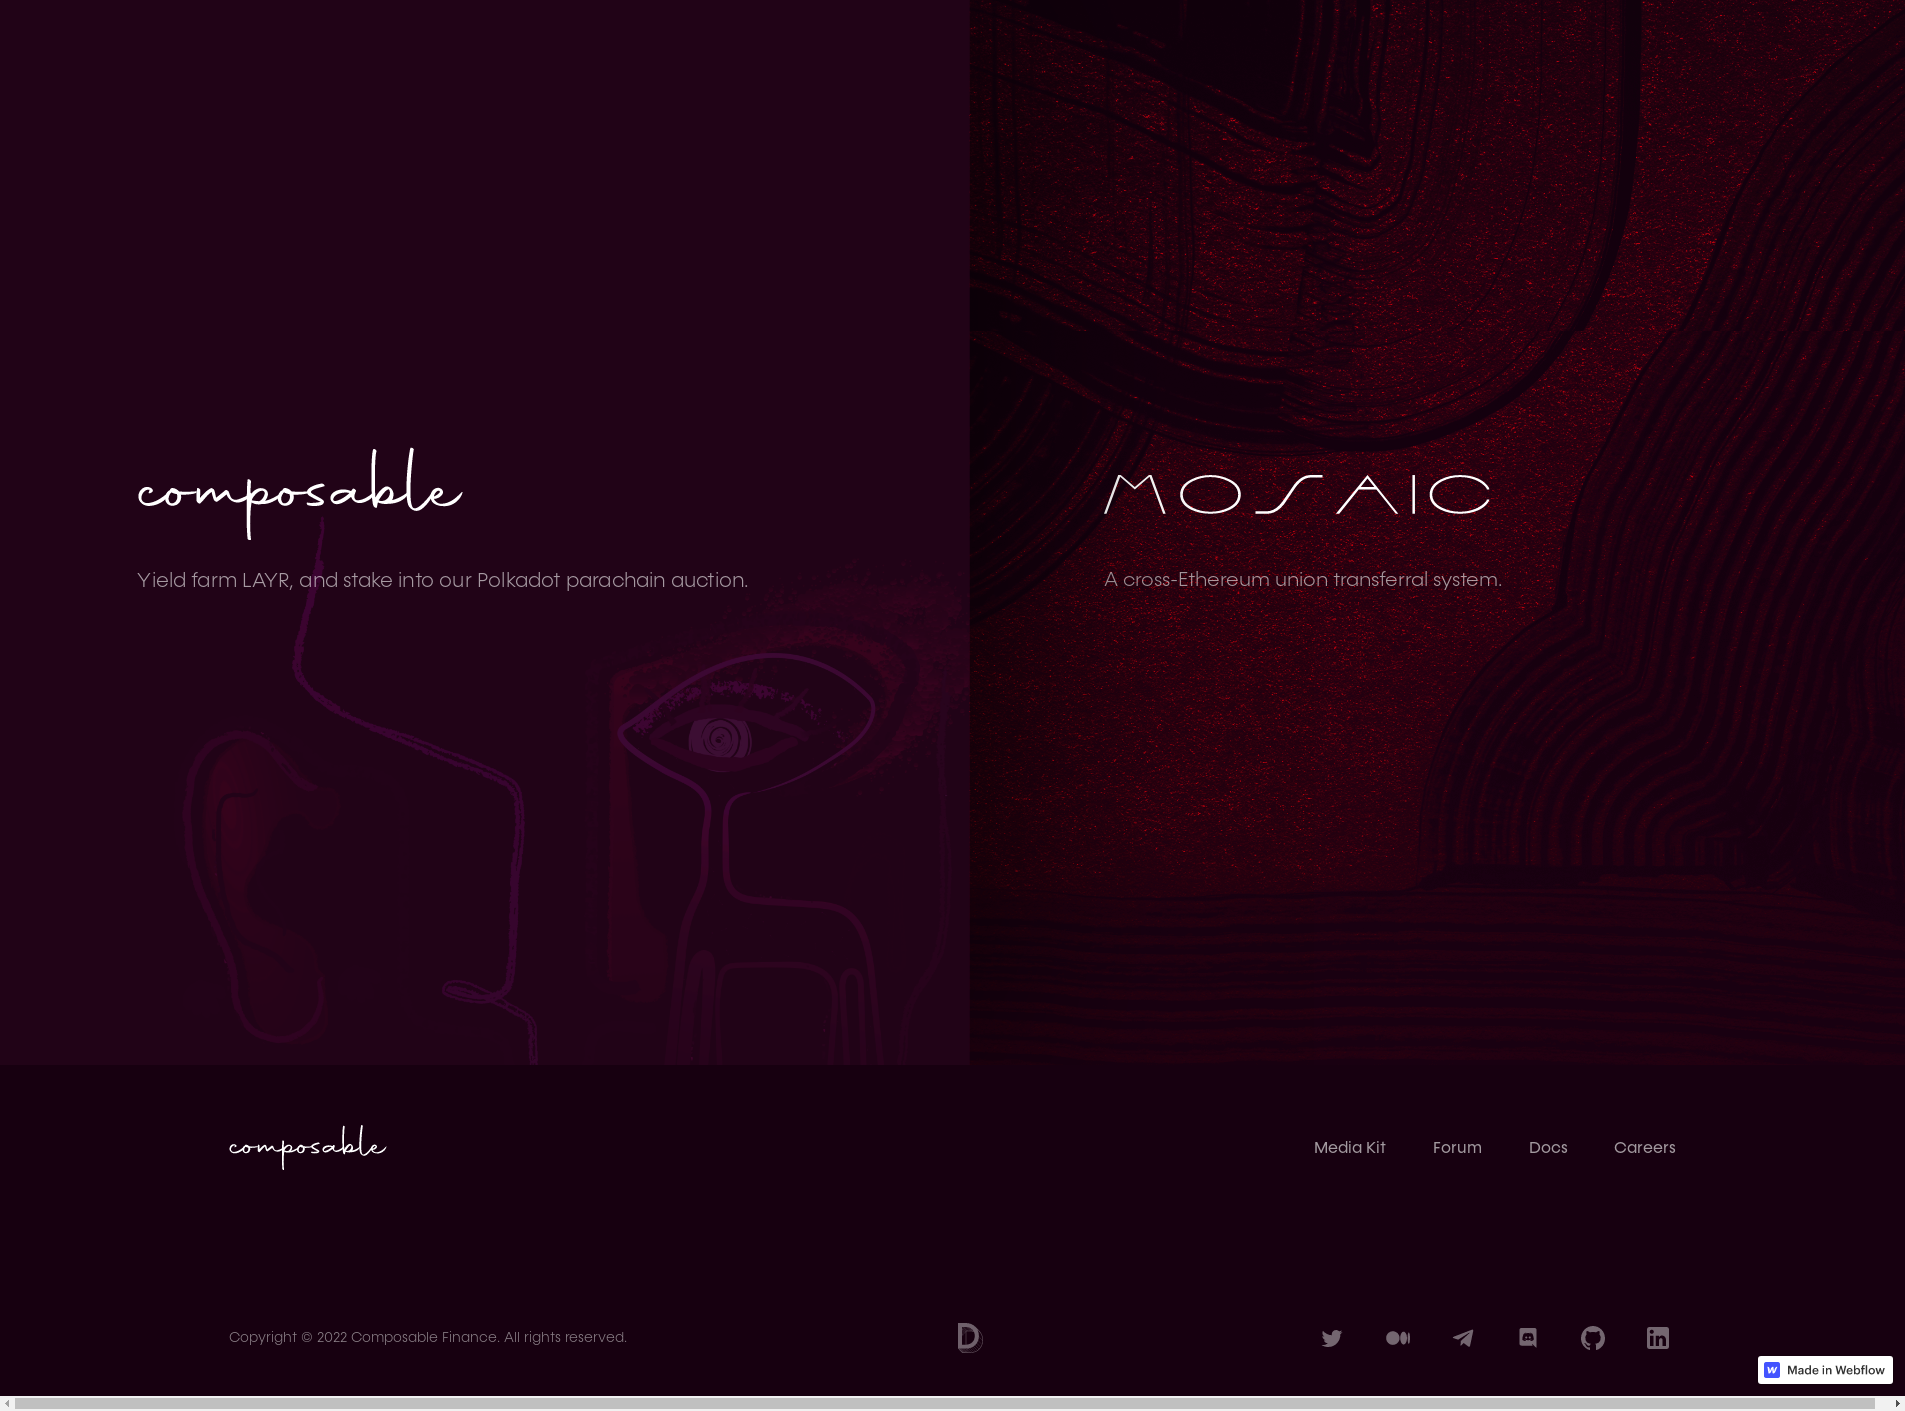 composable
Yield farm LAYR, and stake into our Polkadot parachain auction.
MOSAIC
A cross-Ethereum union transferral system.
composable
Media Kit Forum Docs Careers
Copyright © 2022 Composable Finance. All rights reserved.
D
Made in Webflow